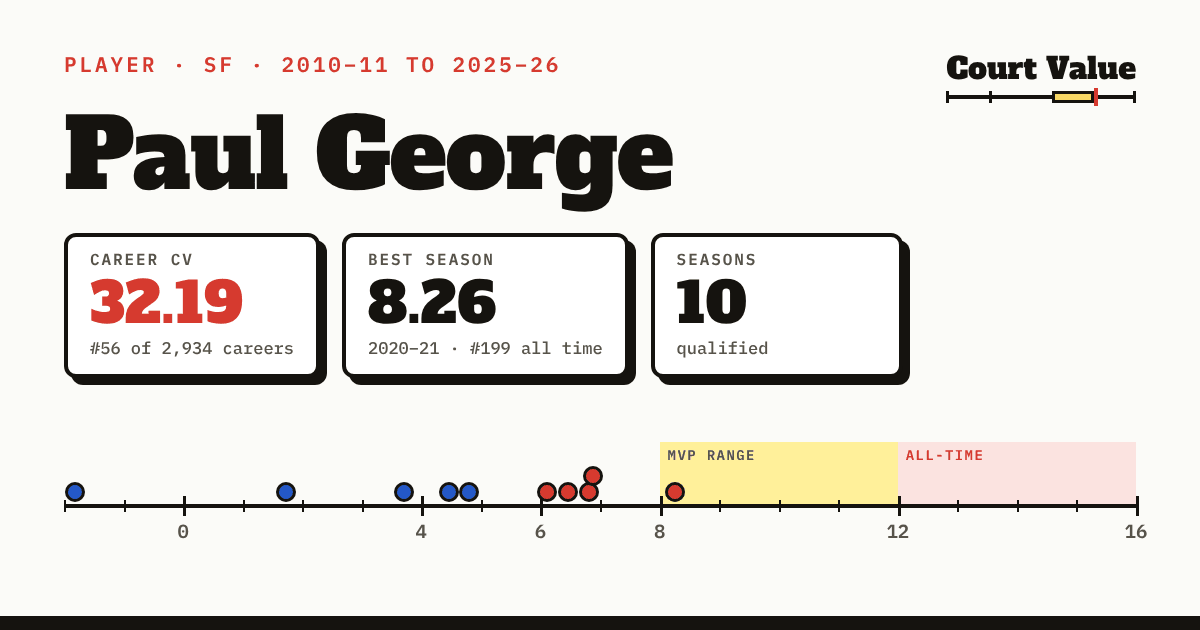 PLAYER · SF · 2010–11 TO 2025–26
Court Value
Paul George
CAREER CV
32.19
#56 of 2,934 careers
BEST SEASON
8.26
2020–21 · #199 all time
SEASONS
10
qualified
MVP RANGE
ALL-TIME
0
4
6
8
12
16